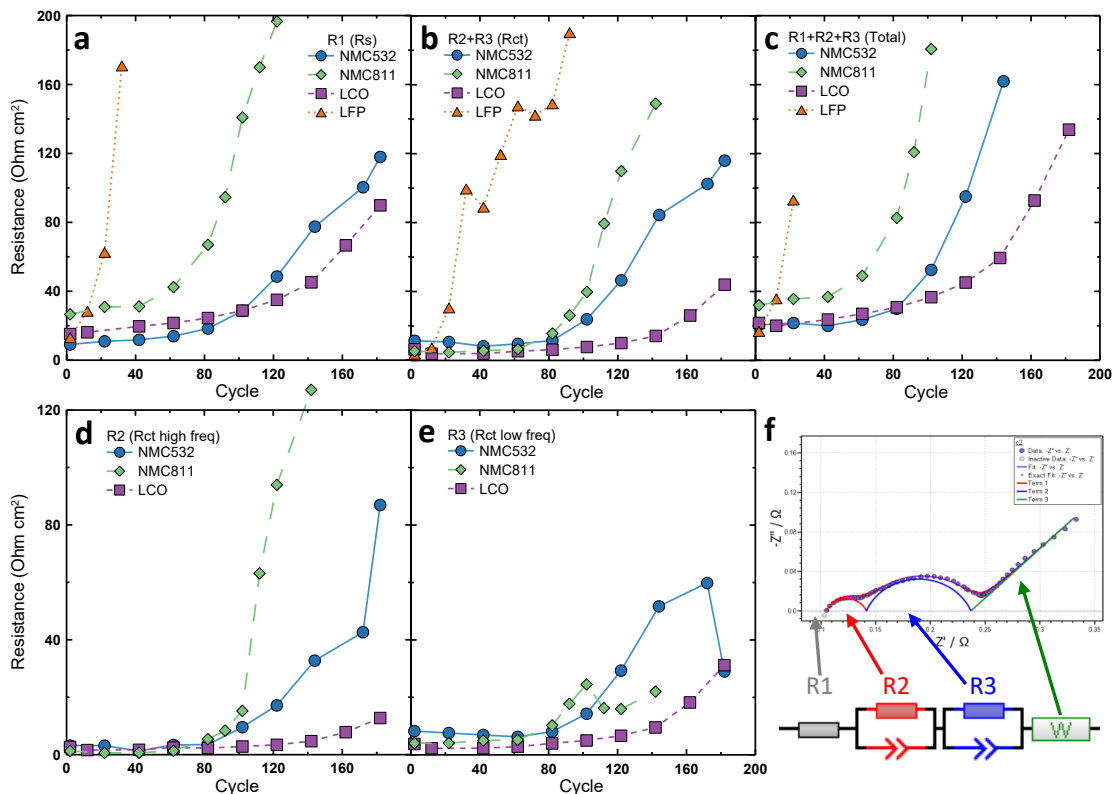 a
R1 (Rs)
NMC532
NMC811
LCO
LFP
200
160
120
80
40
0
0 40 80 120 160
Cycle
Resistance (Ohm cm²)
b
R2+R3 (Rct)
NMC532
NMC811
LCO
LFP
0 40 80 120 160
Cycle
c
R1+R2+R3 (Total)
NMC532
NMC811
LCO
LFP
0 40 80 120 160 200
Cycle
d
R2 (Rct high freq)
NMC532
NMC811
LCO
120
80
40
0
0 40 80 120 160
Cycle
Resistance (Ohm cm²)
e
R3 (Rct low freq)
NMC532
NMC811
LCO
0 40 80 120 160 200
Cycle
f
Data: -Z'' vs. Z'
Inactive Data: -Z'' vs. Z'
Fit: -Z'' vs. Z'
Exact Fit: -Z'' vs. Z'
Term 1
Term 2
Term 3
0.16
0.12
0.08
0.04
0.0
-Z'' / Ω
0.15 0.2 0.25 0.3 0.35
Z' / Ω
R1
R2
R3
W